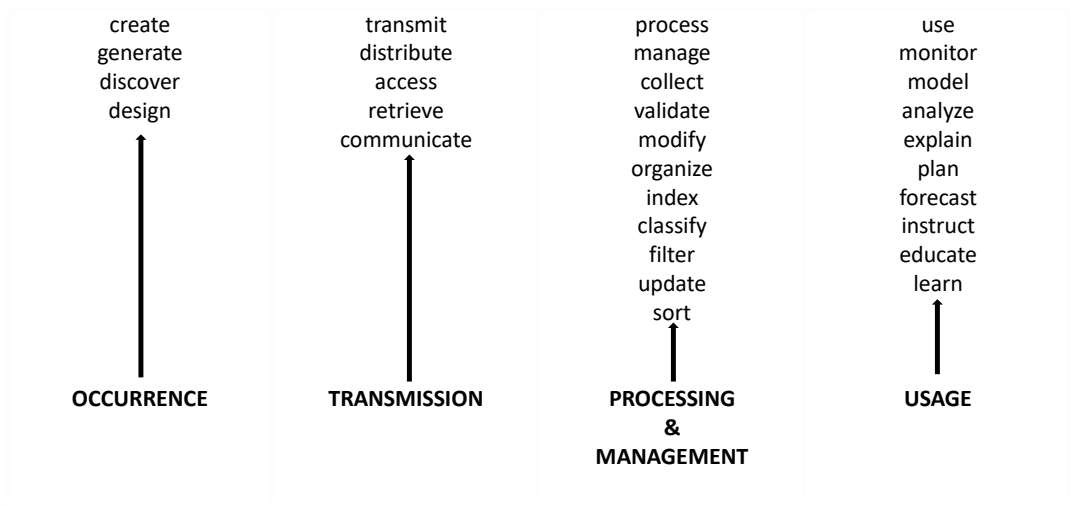 create
generate
discover
design
OCCURRENCE
transmit
distribute
access
retrieve
communicate
TRANSMISSION
process
manage
collect
validate
modify
organize
index
classify
filter
update
sort
PROCESSING
&
MANAGEMENT
use
monitor
model
analyze
explain
plan
forecast
instruct
educate
learn
USAGE